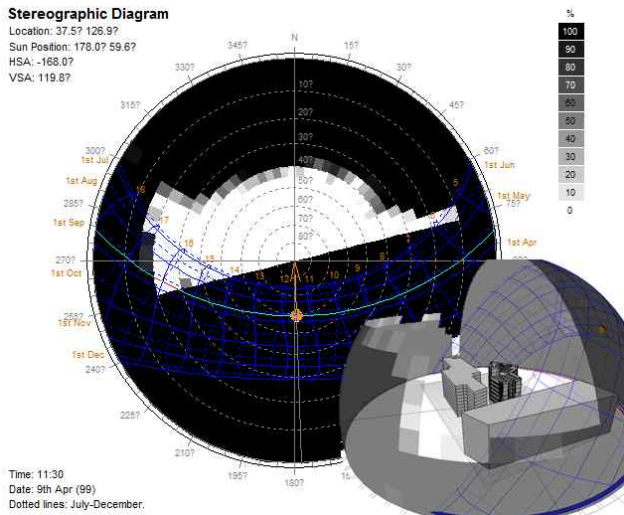 Stereographic Diagram
Location: 37.5? 126.9?
Sun Position: 178.0? 59.6?
HSA: -168.0?
VSA: 119.8?
%
100
90
80
70
60
50
40
30
20
10
0
N
345?
15?
330?
30?
315?
45?
300?
60?
285?
75?
270?
240?
225?
210?
195?
180?
10?
20?
30?
40?
50?
60?
70?
80?
1st Jul
1st Aug
1st Sep
1st Oct
1st Nov
1st Dec
1st Jun
1st May
1st Apr
17
16
15
14
13
12
11
10
9
8
7
5
Time: 11:30
Date: 9th Apr (99)
Dotted lines: July-December.